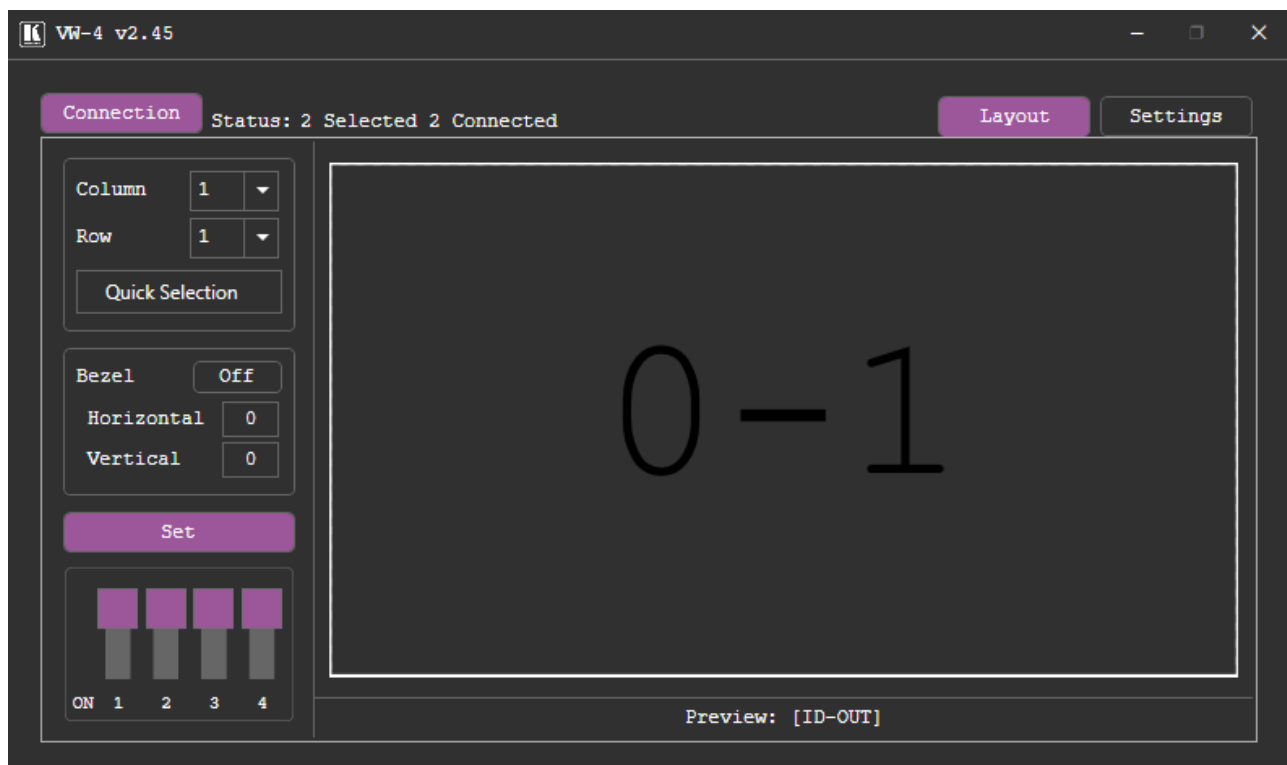 VW-4 v2.45
Connection Status: 2 Selected 2 Connected Layout Settings
Column 1
Row 1
Quick Selection
Bezel Off
Horizontal 0
Vertical 0
Set
ON 1 2 3 4
0-1
Preview: [ID-OUT]